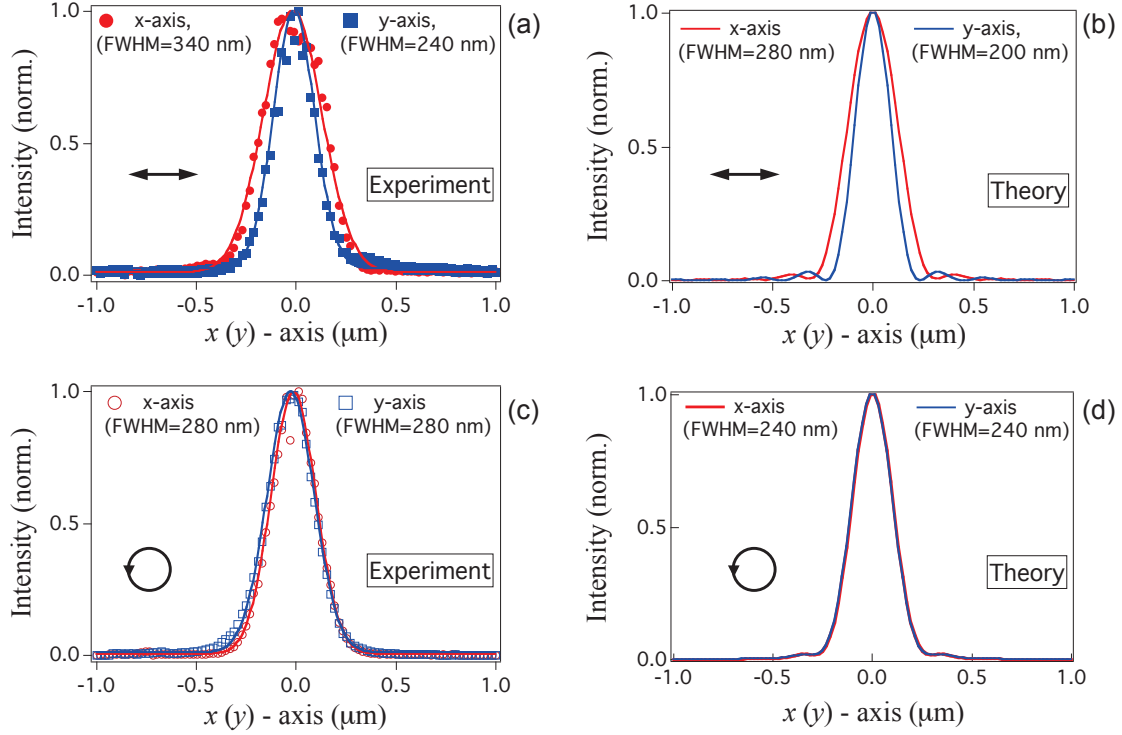 (a)
x-axis,
(FWHM=340 nm)
y-axis,
(FWHM=240 nm)
Experiment
Intensity (norm.)
1.0
0.5
0.0
-1.0 -0.5 0.0 0.5 1.0
x (y) - axis (μm)
(b)
x-axis
(FWHM=280 nm)
y-axis,
(FWHM=200 nm)
Theory
Intensity (norm.)
1.0
0.5
0.0
-1.0 -0.5 0.0 0.5 1.0
x (y) - axis (μm)
(c)
x-axis
(FWHM=280 nm)
y-axis
(FWHM=280 nm)
Experiment
Intensity (norm.)
1.0
0.5
0.0
-1.0 -0.5 0.0 0.5 1.0
x (y) - axis (μm)
(d)
x-axis
(FWHM=240 nm)
y-axis
(FWHM=240 nm)
Theory
Intensity (norm.)
1.0
0.5
0.0
-1.0 -0.5 0.0 0.5 1.0
x (y) - axis (μm)